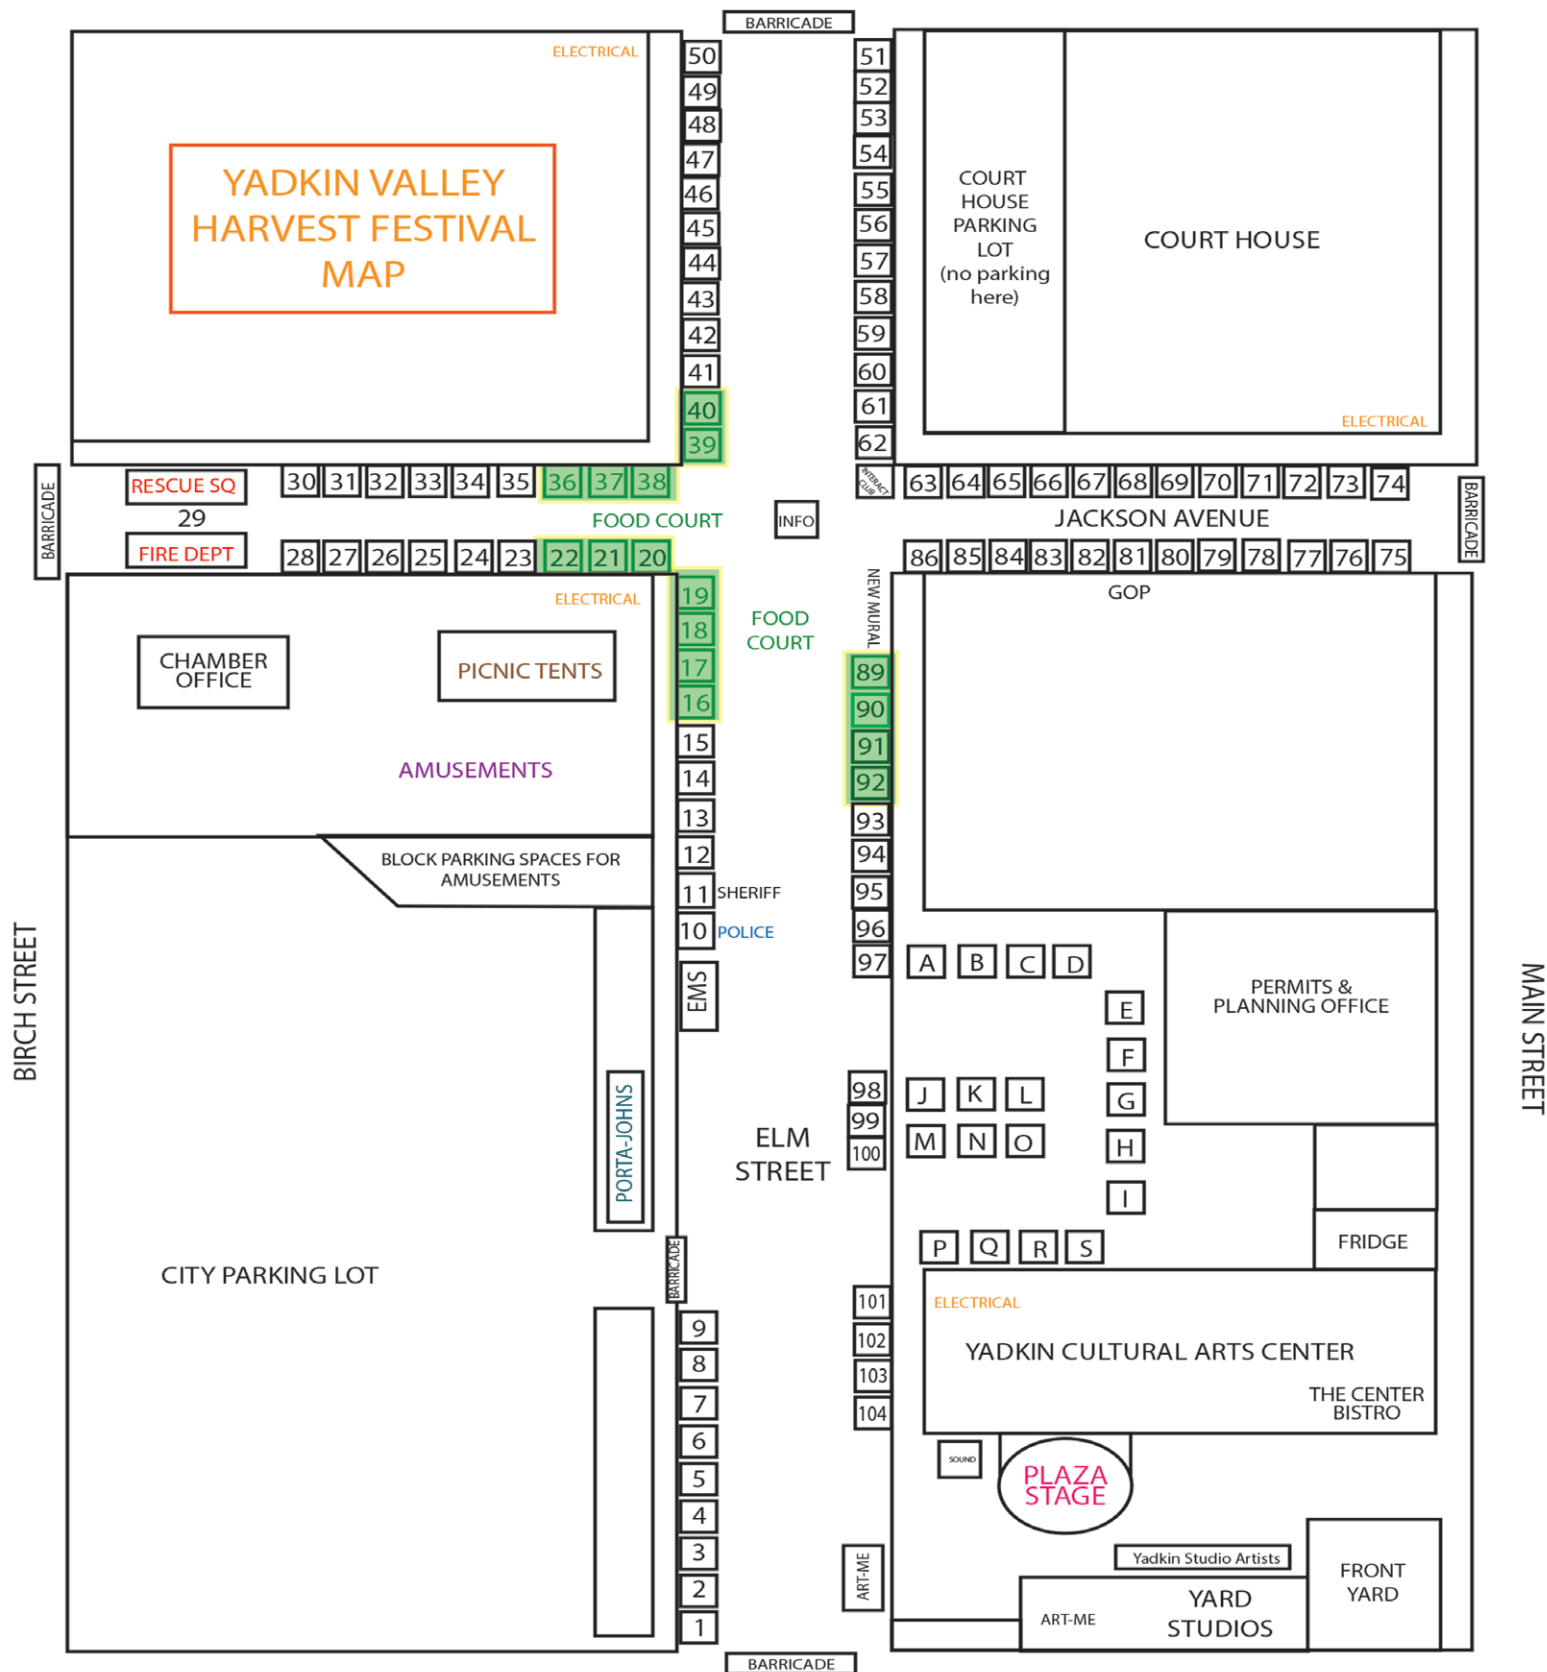 BARRICADE
ELECTRICAL
YADKIN VALLEY
HARVEST FESTIVAL
MAP
50
49
48
47
46
45
44
43
42
41
40
39
51
52
53
54
55
56
57
58
59
60
61
62
COURT
HOUSE
PARKING
LOT
(no parking
here)
COURT HOUSE
ELECTRICAL
BARRICADE
RESCUE SQ
29
FIRE DEPT
30 31 32 33 34 35 36 37 38
FOOD COURT
28 27 26 25 24 23 22 21 20
INFO
INTERACT
CLUB
63 64 65 66 67 68 69 70 71 72 73 74
JACKSON AVENUE
86 85 84 83 82 81 80 79 78 77 76 75
BARRICADE
GOP
ELECTRICAL
CHAMBER
OFFICE
PICNIC TENTS
AMUSEMENTS
BLOCK PARKING SPACES FOR
AMUSEMENTS
19
18
17
16
15
14
13
12
11 SHERIFF
10 POLICE
EMS
FOOD
COURT
NEW MURAL
89
90
91
92
93
94
95
96
97
A B C D
E
F
G
H
I
PERMITS &
PLANNING OFFICE
BIRCH STREET
MAIN STREET
PORTA-JOHNS
ELM
STREET
98
99
100
J K L
M N O
P Q R S
FRIDGE
CITY PARKING LOT
BARRICADE
9
8
7
6
5
4
3
2
1
101
102
103
104
ELECTRICAL
YADKIN CULTURAL ARTS CENTER
THE CENTER
BISTRO
SOUND
PLAZA
STAGE
ART-ME
Yadkin Studio Artists
ART-ME
YARD
STUDIOS
FRONT
YARD
BARRICADE